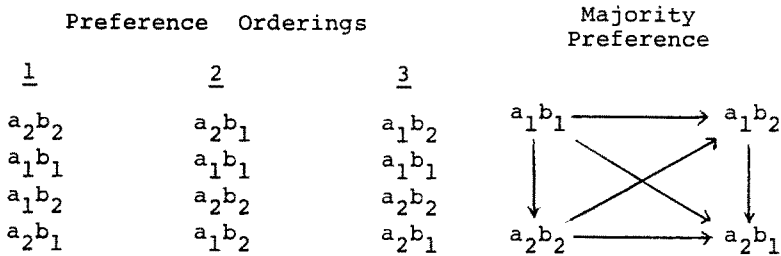 Preference Orderings
Majority
Preference
1 2 3
a₂b₂ a₂b₁ a₁b₂
a₁b₁ a₁b₁ a₁b₁
a₁b₂ a₂b₂ a₂b₂
a₂b₁ a₁b₂ a₂b₁
a₁b₁ a₁b₂
a₂b₂ a₂b₁